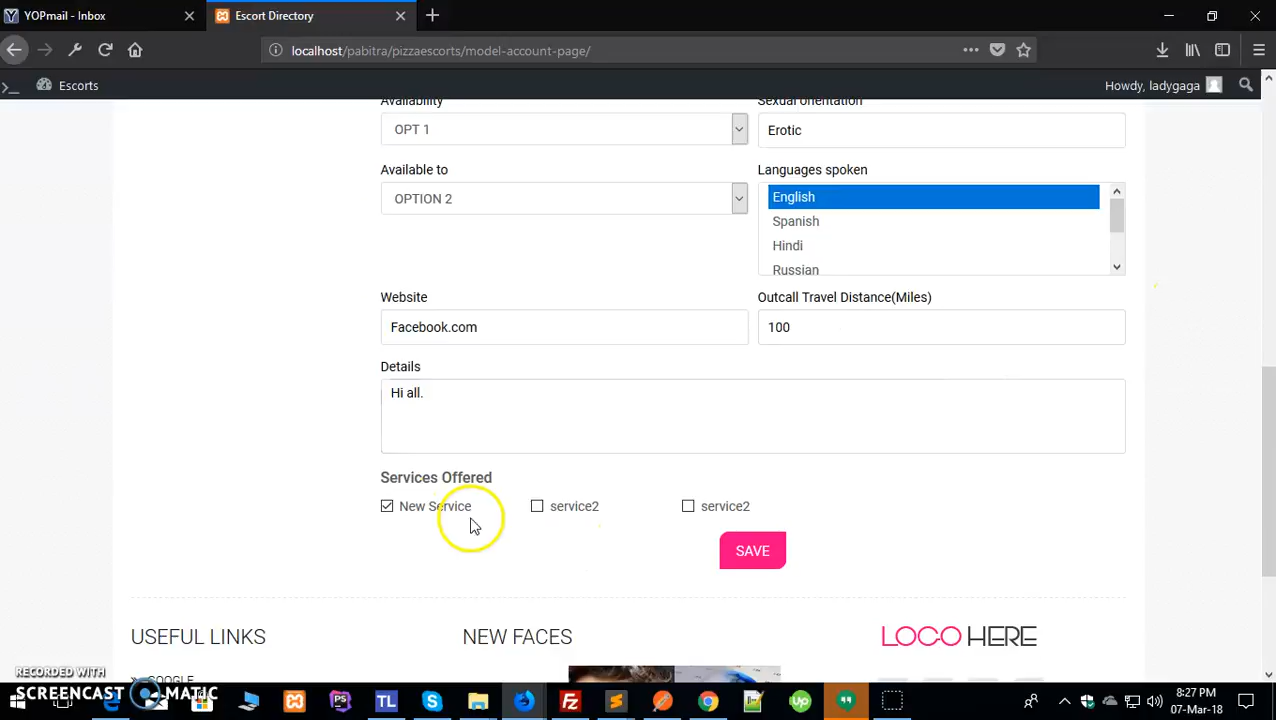 YOPmail - Inbox
Escort Directory
localhost/pabitra/pizzaescorts/model-account-page/
Escorts
Howdy, ladygaga
Availability
Sexual orientation
OPT 1
Erotic
Available to
Languages spoken
OPTION 2
English
Spanish
Hindi
Russian
Website
Outcall Travel Distance(Miles)
Facebook.com
100
Details
Hi all.
Services Offered
New Service
service2
service2
SAVE
USEFUL LINKS
NEW FACES
LOGO HERE
GOOGLE
RECORDED WITH
SCREENCAST MATIC
8:27 PM
07-Mar-18